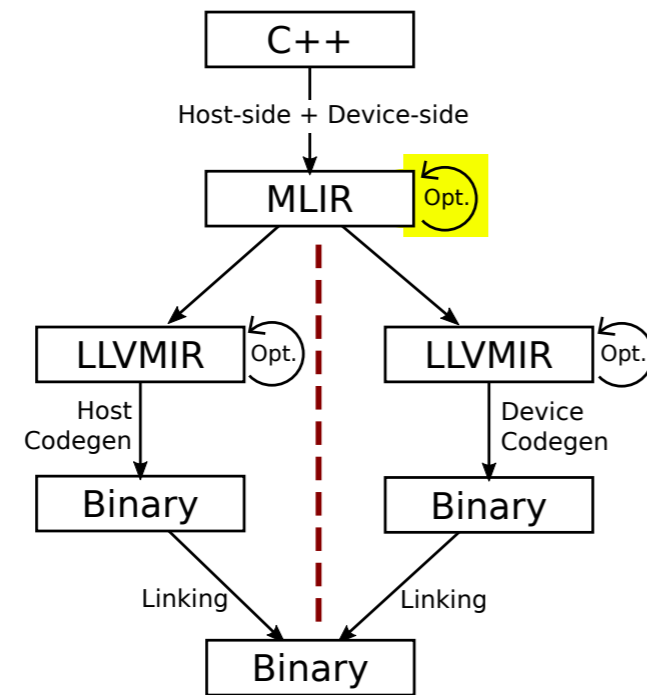 C++
Host-side + Device-side
MLIR
Opt.
LLVMIR
Opt.
LLVMIR
Opt.
Host
Codegen
Device
Codegen
Binary
Binary
Linking
Linking
Binary